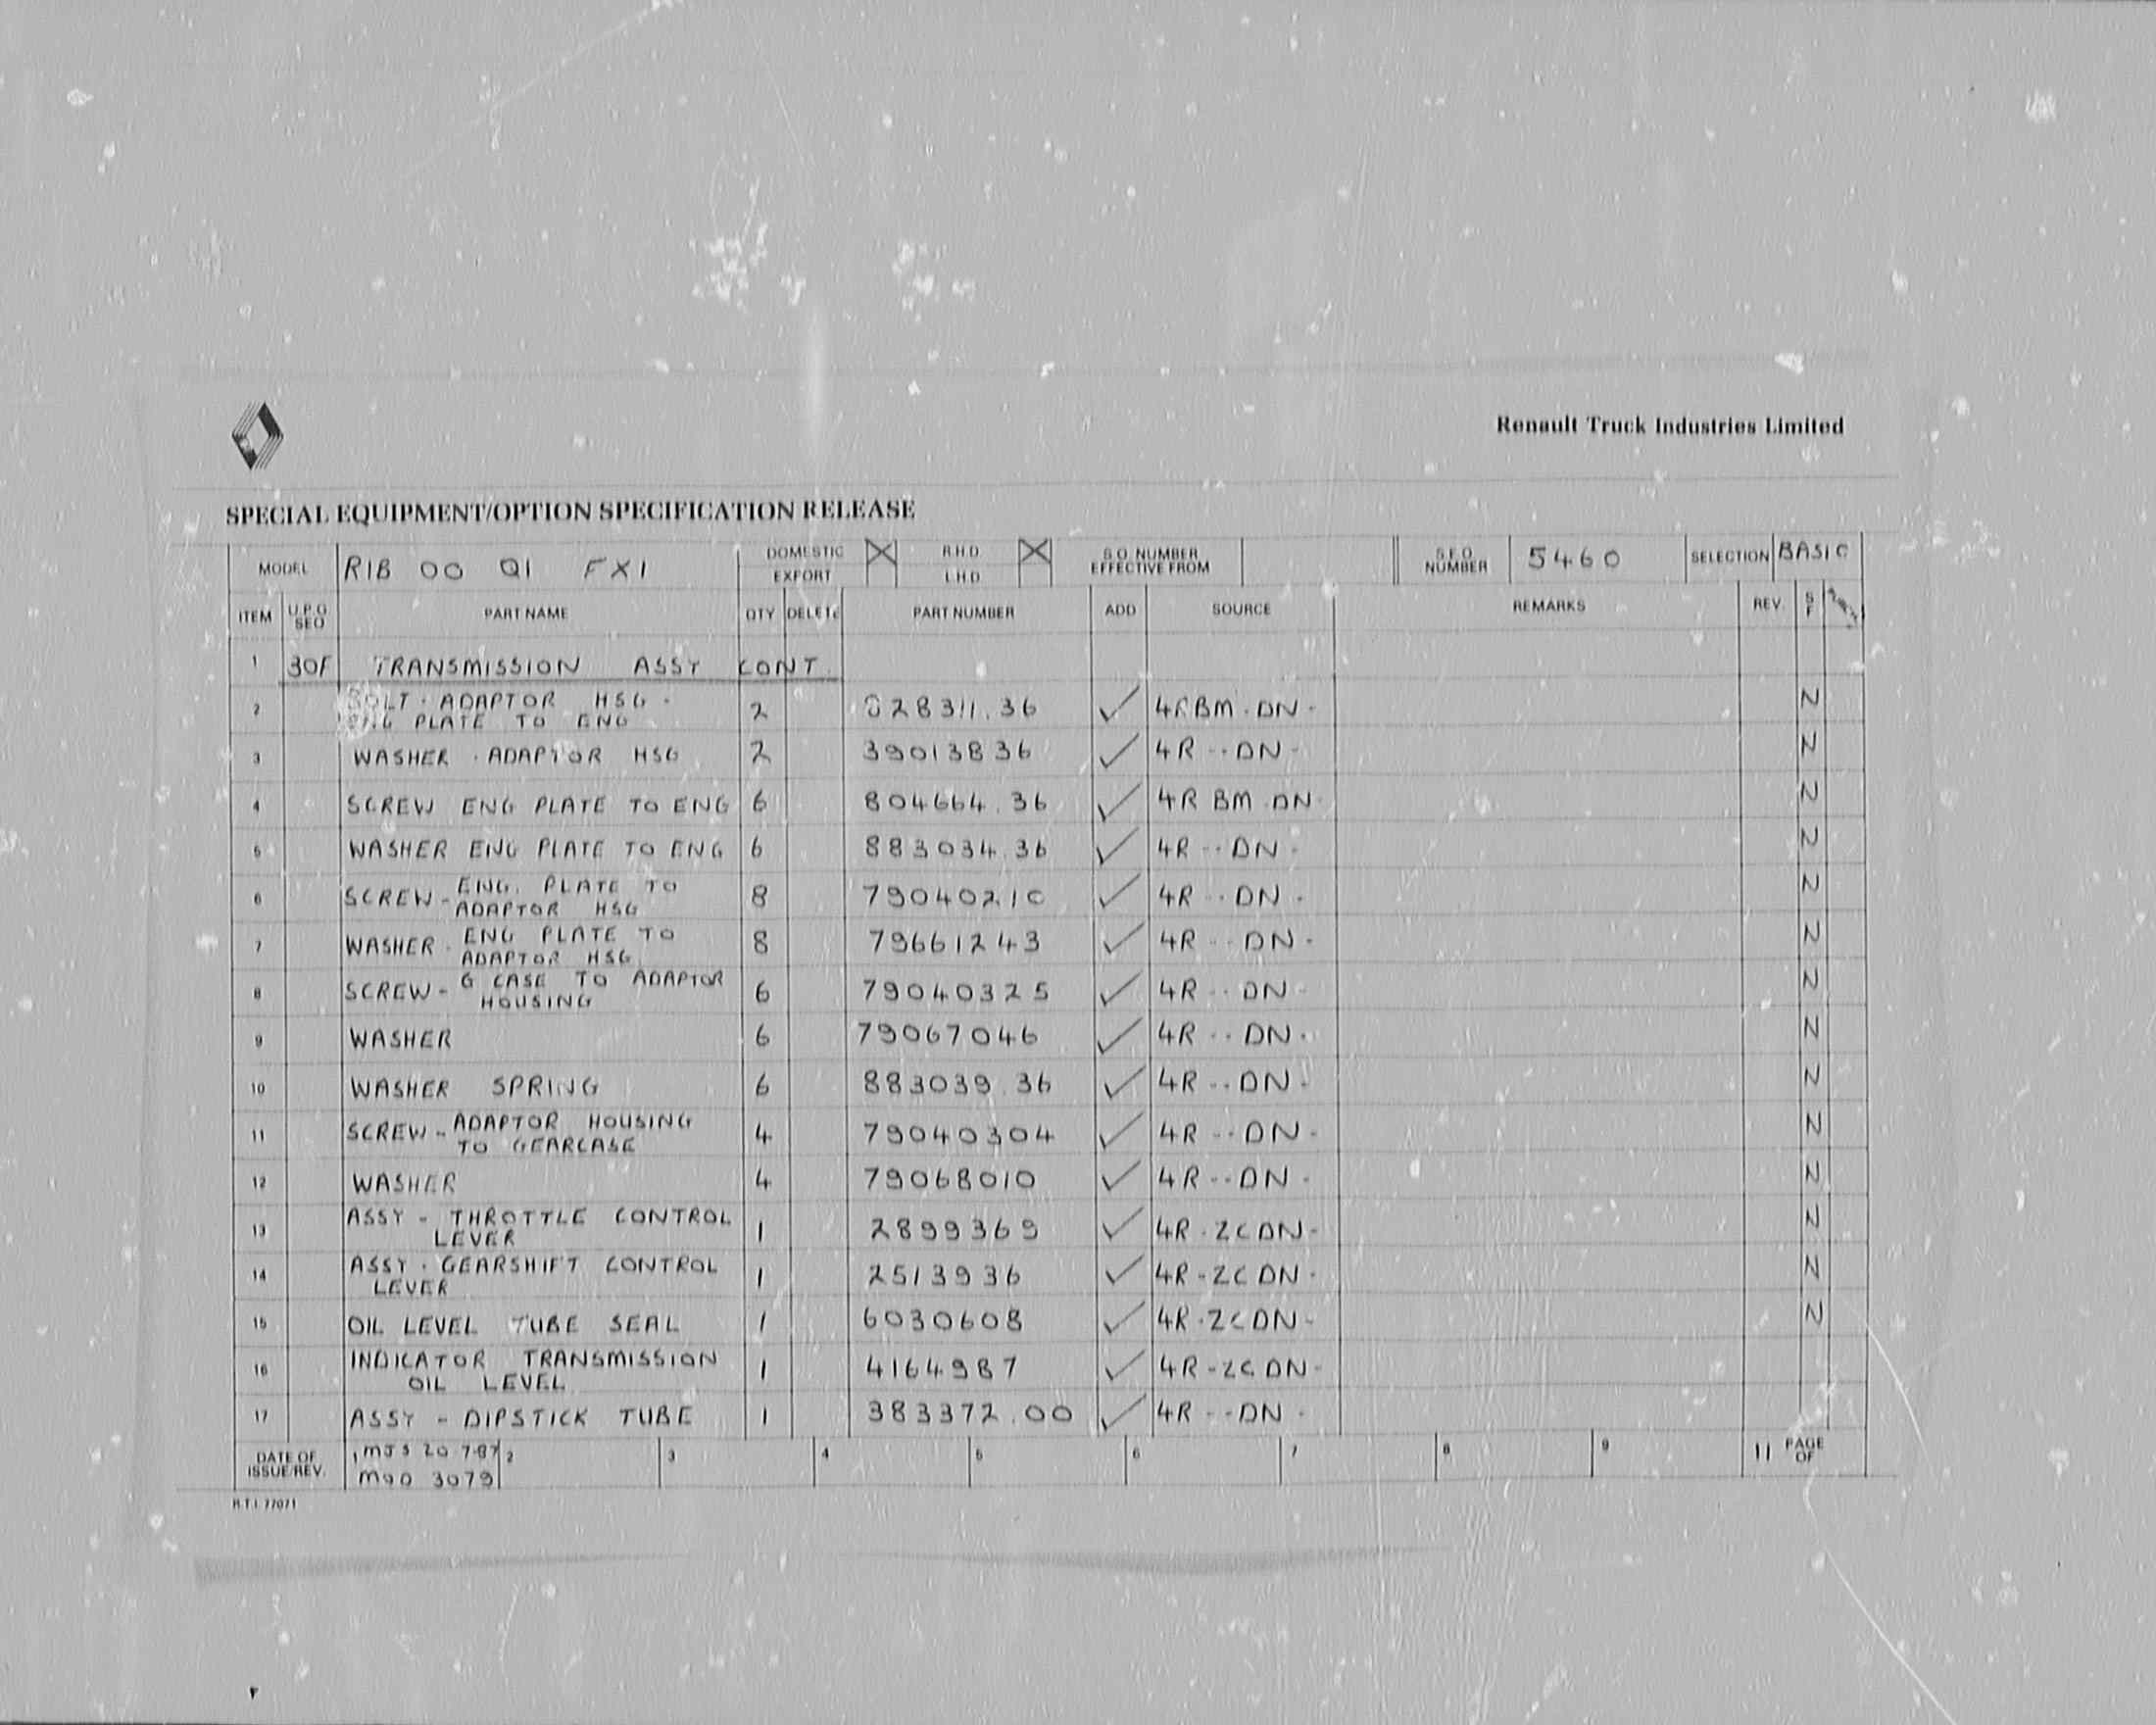 Renault Truck Industries Limited
SPECIAL EQUIPMENT/OPTION SPECIFICATION RELEASE
MODEL R1B 00 Q1 FX1 DOMESTIC EXPORT R.H.D L.H.D S.O. NUMBER EFFECTIVE FROM S.E.O NUMBER 5460 SELECTION BASIC
ITEM U.P.G SEQ PART NAME QTY DELETE PART NUMBER ADD SOURCE REMARKS REV. S F
1 30F TRANSMISSION ASSY CONT.
2 BOLT - ADAPTOR HSG - ENG PLATE TO ENG 2 028311.36 ✓ 4RBM-DN- N
3 WASHER - ADAPTOR HSG 2 39013836 ✓ 4R--DN- N
4 SCREW ENG PLATE TO ENG 6 804664.36 ✓ 4R BM-DN- N
5 WASHER ENG PLATE TO ENG 6 883034.36 ✓ 4R--DN- N
6 SCREW - ENG. PLATE TO ADAPTOR HSG 8 79040210 ✓ 4R--DN- N
7 WASHER - ENG PLATE TO ADAPTOR HSG 8 79661243 ✓ 4R--DN- N
8 SCREW - G CASE TO ADAPTOR HOUSING 6 79040325 ✓ 4R--DN- N
9 WASHER 6 79067046 ✓ 4R--DN- N
10 WASHER SPRING 6 883039.36 ✓ 4R--DN- N
11 SCREW - ADAPTOR HOUSING TO GEARCASE 4 79040304 ✓ 4R--DN- N
12 WASHER 4 79068010 ✓ 4R--DN- N
13 ASSY - THROTTLE CONTROL LEVER 1 2899369 ✓ 4R-ZCDN- N
14 ASSY - GEARSHIFT CONTROL LEVER 1 2513936 ✓ 4R-ZCDN- N
15 OIL LEVEL TUBE SEAL 1 6030608 ✓ 4R-ZCDN- N
16 INDICATOR TRANSMISSION OIL LEVEL 1 4164987 ✓ 4R-ZCDN-
17 ASSY - DIPSTICK TUBE 1 383372.00 ✓ 4R--DN-
DATE OF ISSUE/REV. 1 MJS 20 7-87 2 3 4 5 6 7 8 9 11 PAGE OF
M90 3079
R.T.I. 77071